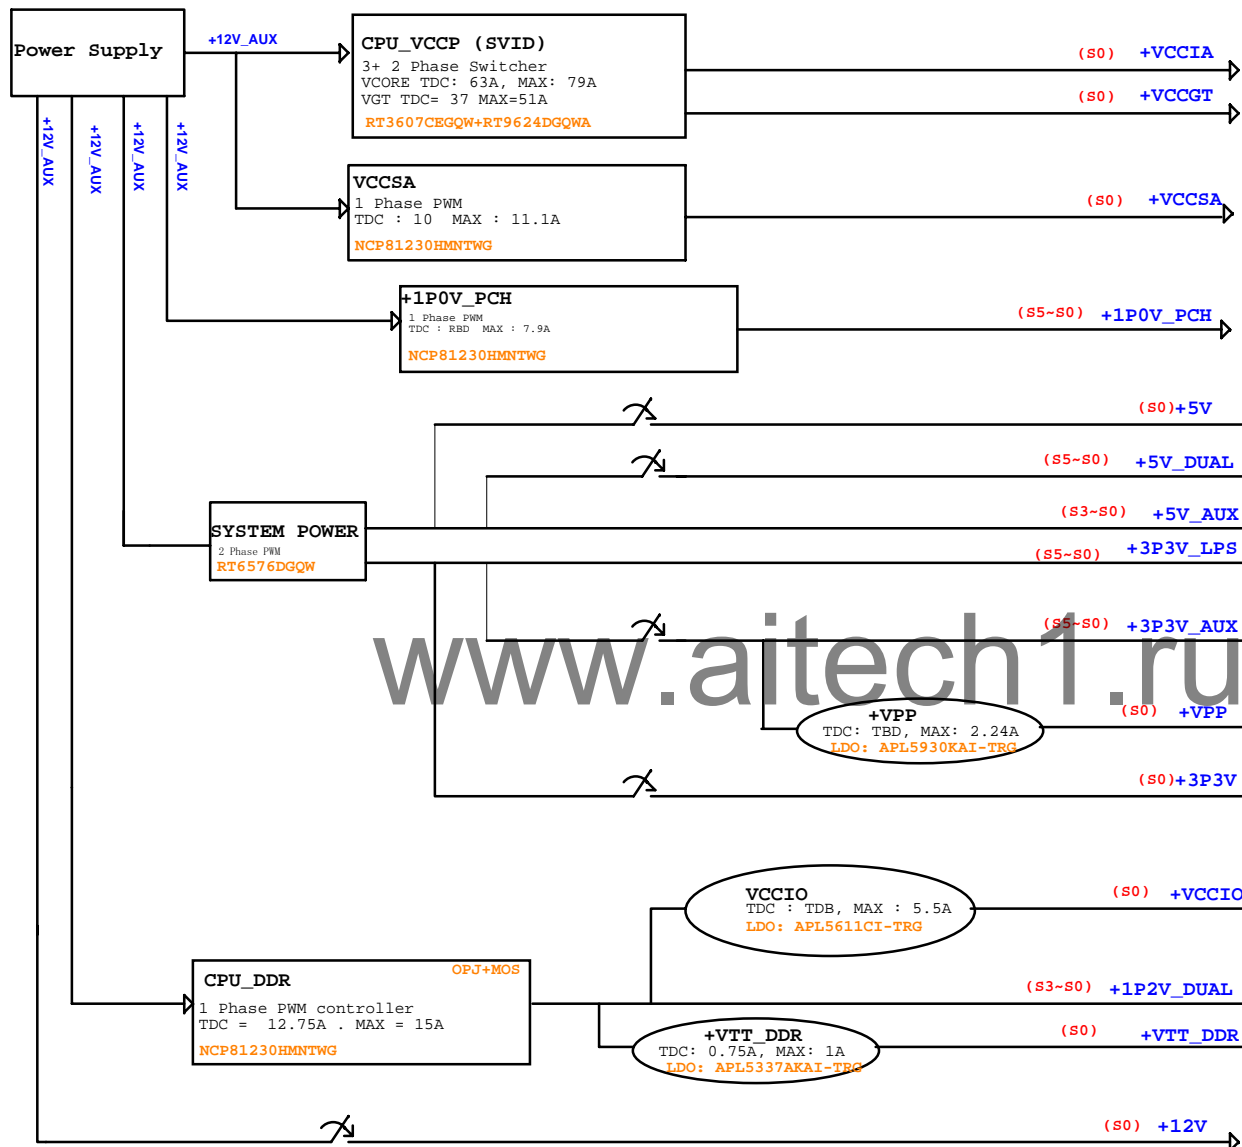 Power Supply
+12V_AUX
CPU_VCCP (SVID)
3+ 2 Phase Switcher
VCORE TDC: 63A, MAX: 79A
VGT TDC= 37 MAX=51A
RT3607CEGQW+RT9624DGQWA
(S0) +VCCIA
(S0) +VCCGT
+12V_AUX
+12V_AUX
+12V_AUX
+12V_AUX
VCCSA
1 Phase PWM
TDC : 10 MAX : 11.1A
NCP81230HMNTWG
(S0) +VCCSA
+1P0V_PCH
1 Phase PWM
TDC : RBD MAX : 7.9A
NCP81230HMNTWG
(S5~S0) +1P0V_PCH
(S0)+5V
(S5~S0) +5V_DUAL
SYSTEM POWER
2 Phase PWM
RT6576DGQW
(S3~S0) +5V_AUX
(S5~S0) +3P3V_LPS
(S5~S0) +3P3V_AUX
www.aitech1.ru
+VPP
TDC: TBD, MAX: 2.24A
LDO: APL5930KAI-TRG
(S0) +VPP
(S0)+3P3V
VCCIO
TDC : TDB, MAX : 5.5A
LDO: APL5611CI-TRG
(S0) +VCCIO
CPU_DDR
OPJ+MOS
1 Phase PWM controller
TDC = 12.75A . MAX = 15A
NCP81230HMNTWG
(S3~S0) +1P2V_DUAL
+VTT_DDR
TDC: 0.75A, MAX: 1A
LDO: APL5337AKAI-TRG
(S0) +VTT_DDR
(S0) +12V